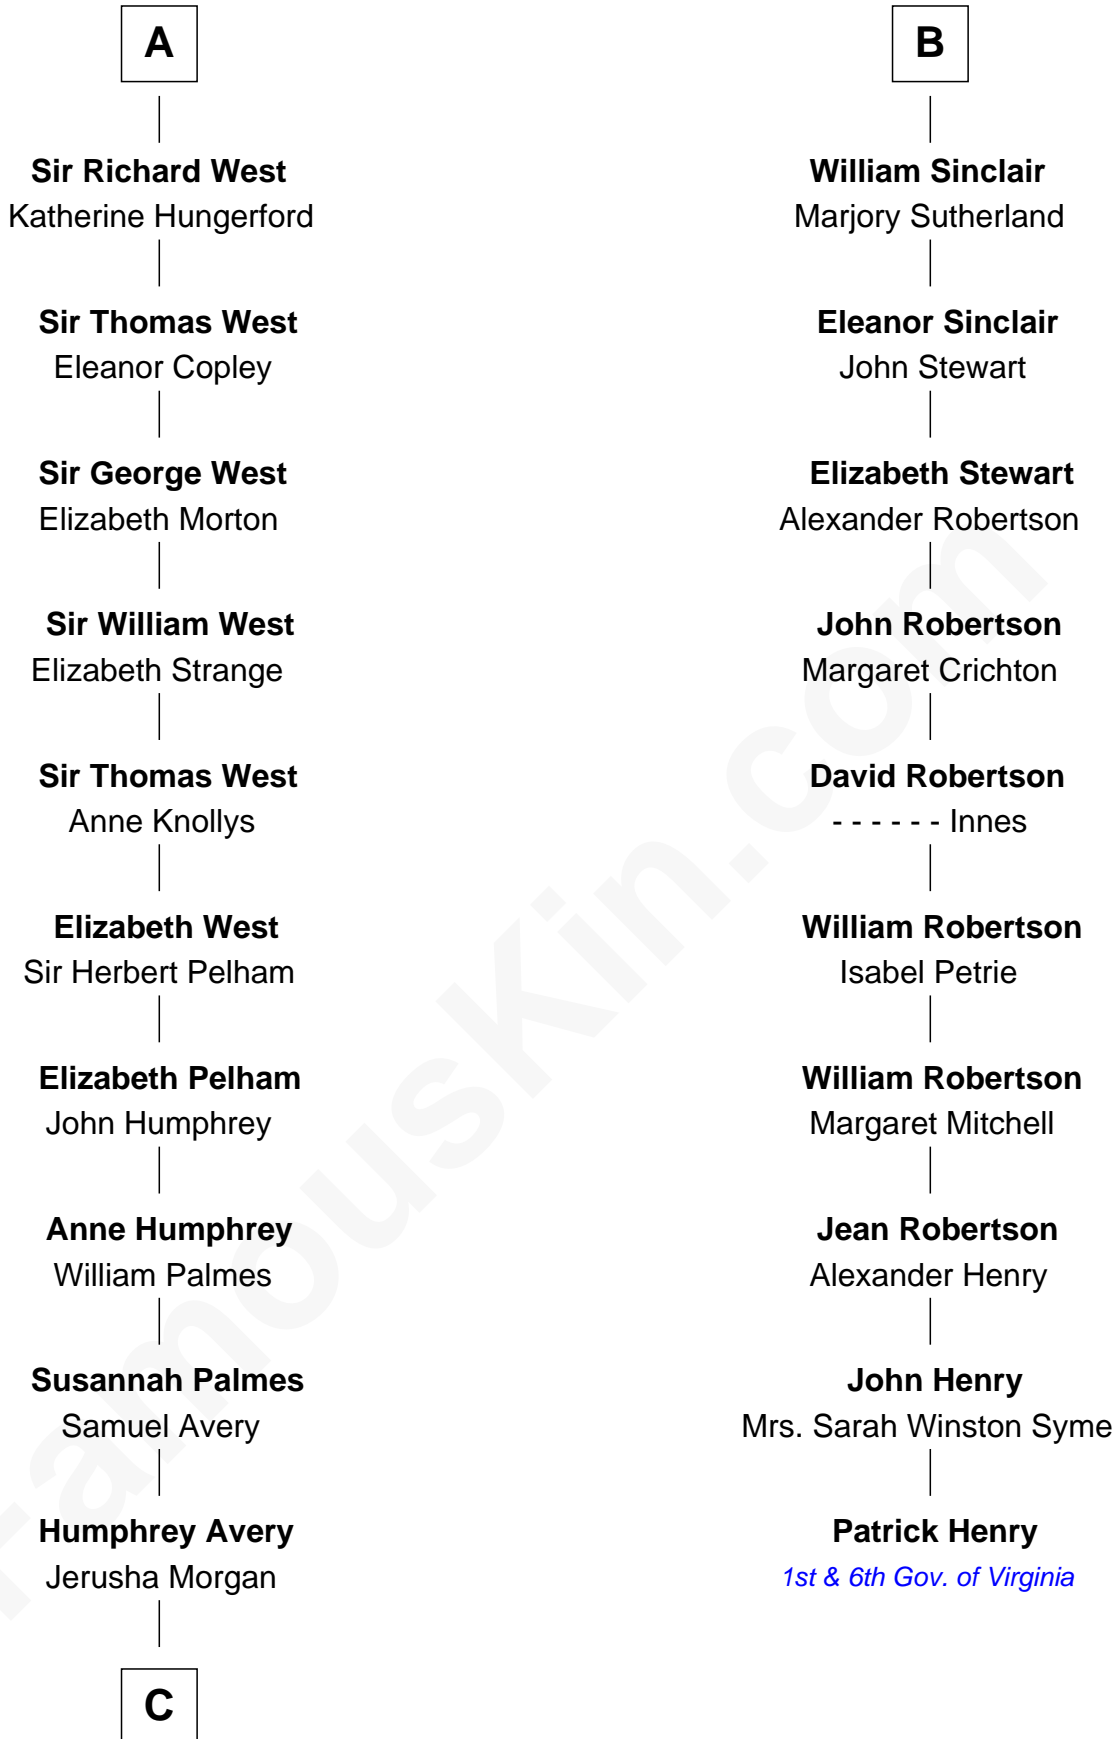 A
Sir Richard West
Katherine Hungerford
Sir Thomas West
Eleanor Copley
Sir George West
Elizabeth Morton
Sir William West
Elizabeth Strange
Sir Thomas West
Anne Knollys
Elizabeth West
Sir Herbert Pelham
Elizabeth Pelham
John Humphrey
Anne Humphrey
William Palmes
Susannah Palmes
Samuel Avery
Humphrey Avery
Jerusha Morgan
C
B
William Sinclair
Marjory Sutherland
Eleanor Sinclair
John Stewart
Elizabeth Stewart
Alexander Robertson
John Robertson
Margaret Crichton
David Robertson
- - - - - - Innes
William Robertson
Isabel Petrie
William Robertson
Margaret Mitchell
Jean Robertson
Alexander Henry
John Henry
Mrs. Sarah Winston Syme
Patrick Henry
1st & 6th Gov. of Virginia
FamousKin.com